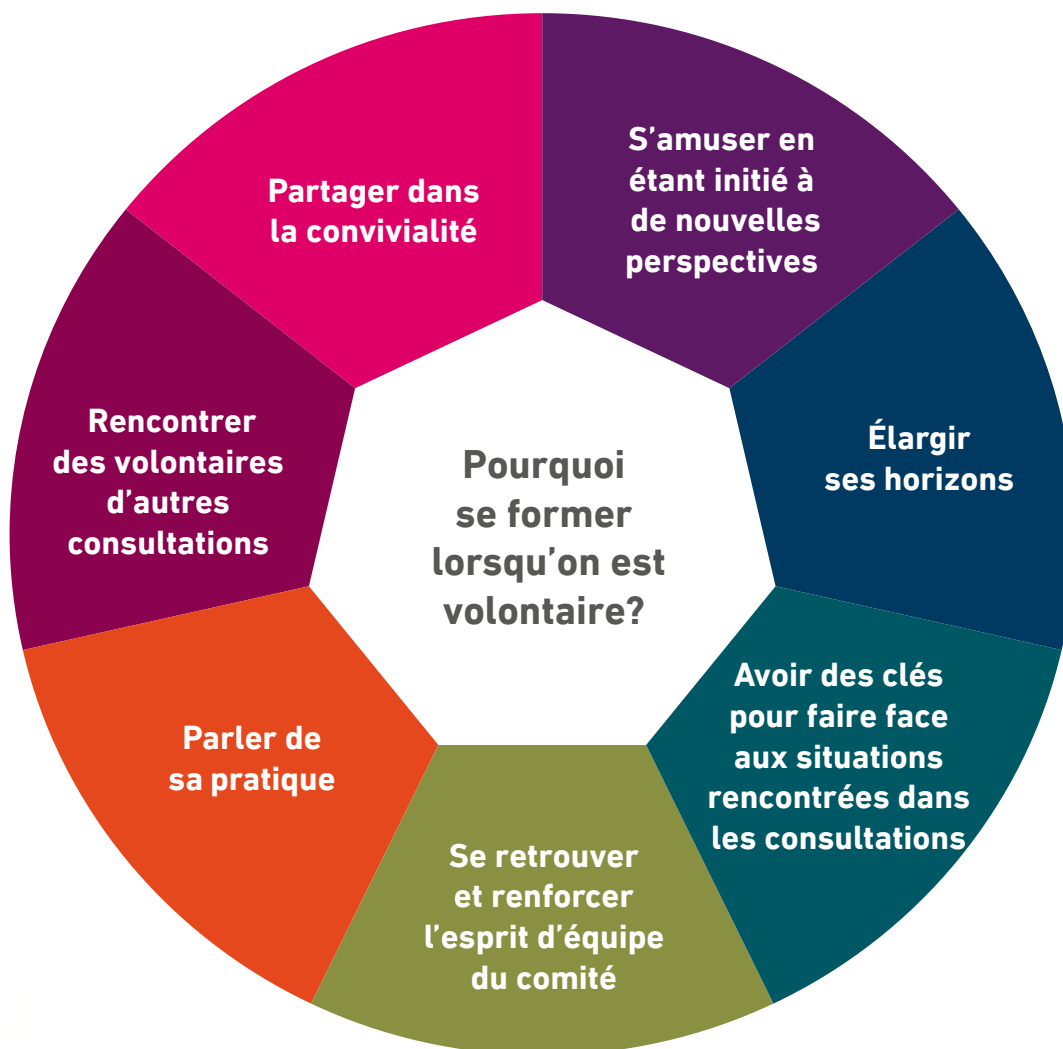 Pourquoi
se former
lorsqu’on est
volontaire?
S’amuser en
étant initié à
de nouvelles
perspectives
Élargir
ses horizons
Avoir des clés
pour faire face
aux situations
rencontrées dans
les consultations
Se retrouver
et renforcer
l’esprit d’équipe
du comité
Parler de
sa pratique
Rencontrer
des volontaires
d’autres
consultations
Partager dans
la convivialité